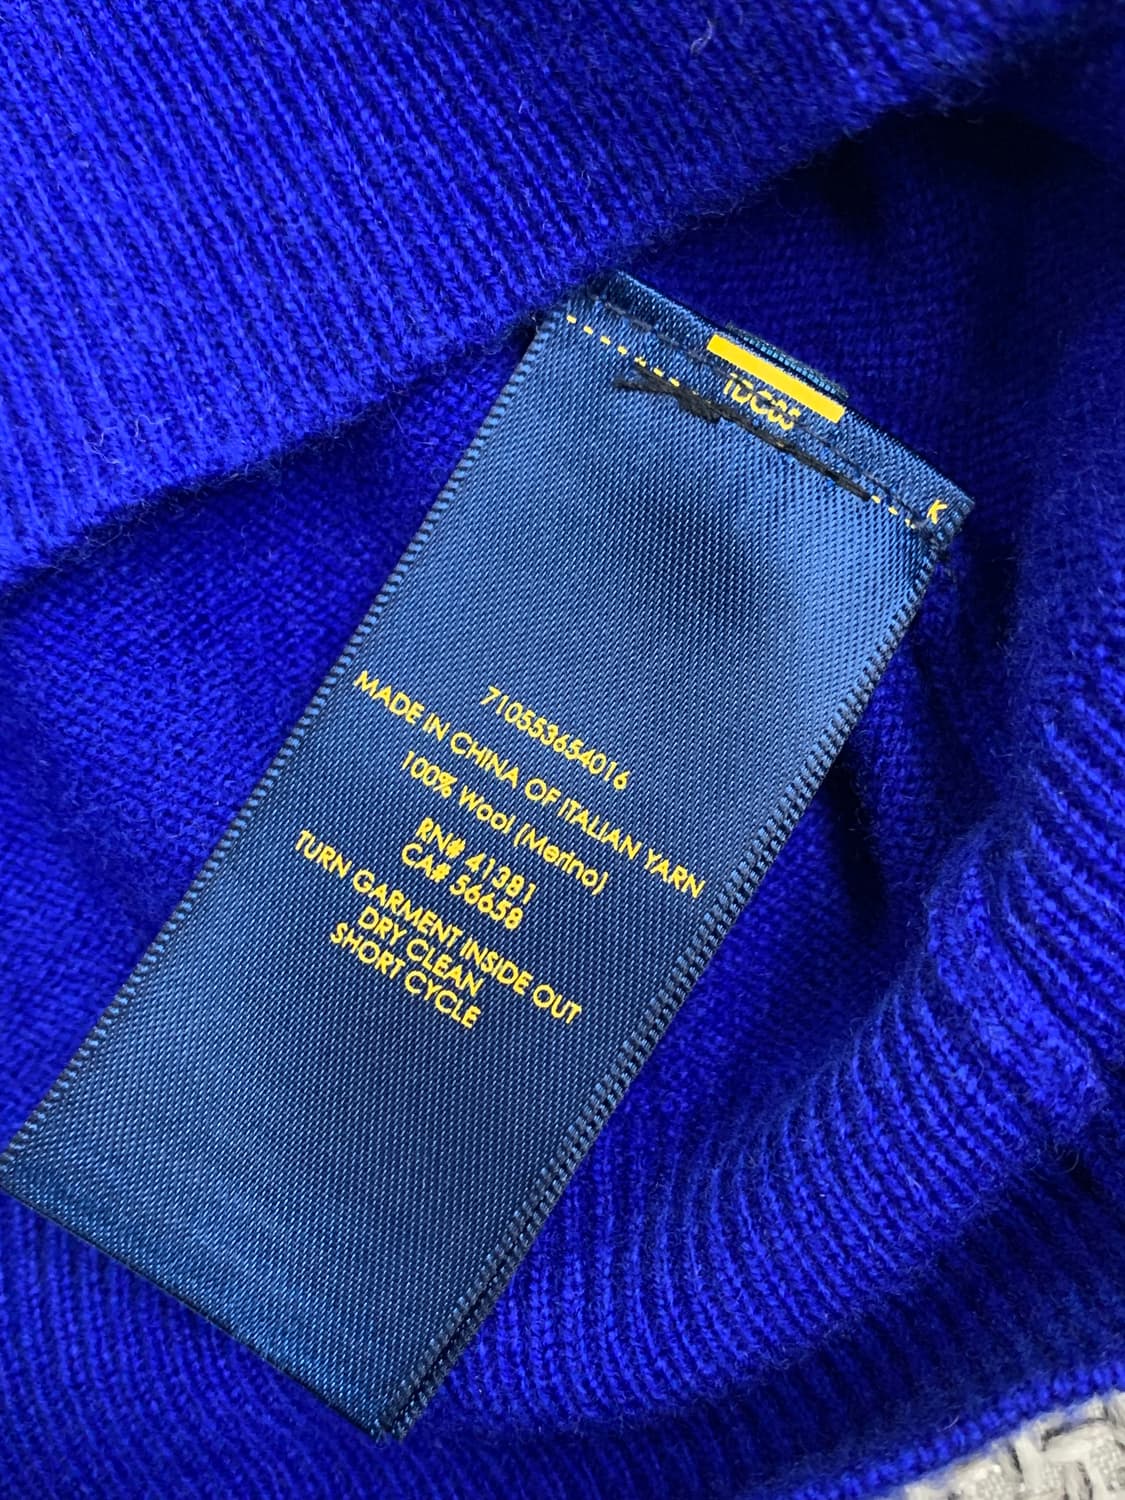 K
710553654016
MADE IN CHINA OF ITALIAN YARN
100% Wool (Merino)
RN# 41381
CA# 56658
TURN GARMENT INSIDE OUT
DRY CLEAN
SHORT CYCLE